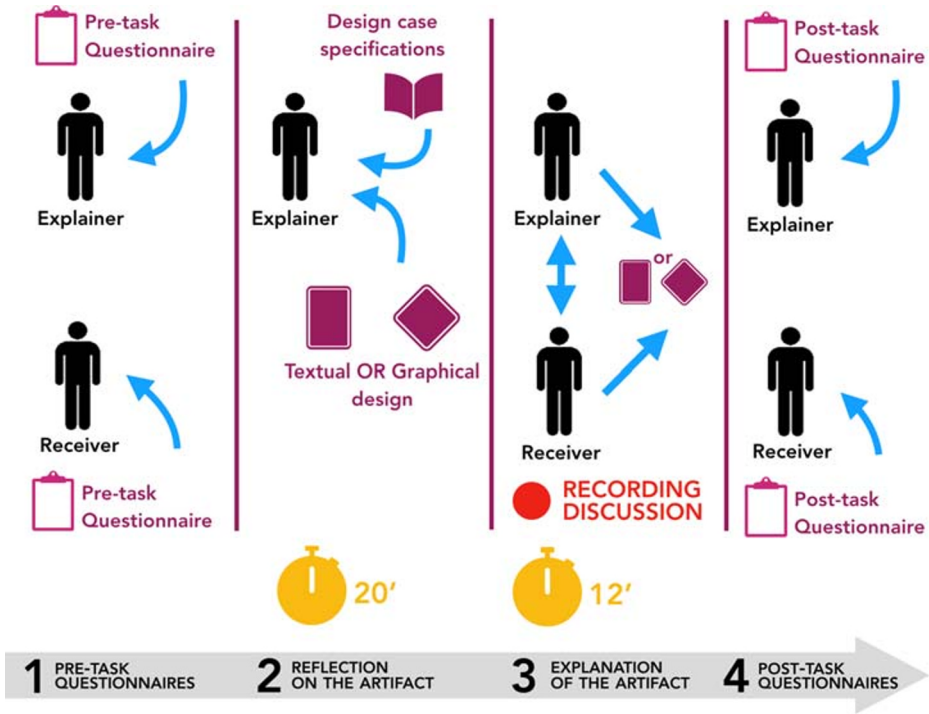 Pre-task
Questionnaire
Explainer
Receiver
Pre-task
Questionnaire
Design case
specifications
Explainer
Textual OR Graphical
design
20’
Explainer
or
Receiver
RECORDING
DISCUSSION
12’
Post-task
Questionnaire
Explainer
Receiver
Post-task
Questionnaire
1 PRE-TASK
QUESTIONNAIRES
2 REFLECTION
ON THE ARTIFACT
3 EXPLANATION
OF THE ARTIFACT
4 POST-TASK
QUESTIONNAIRES